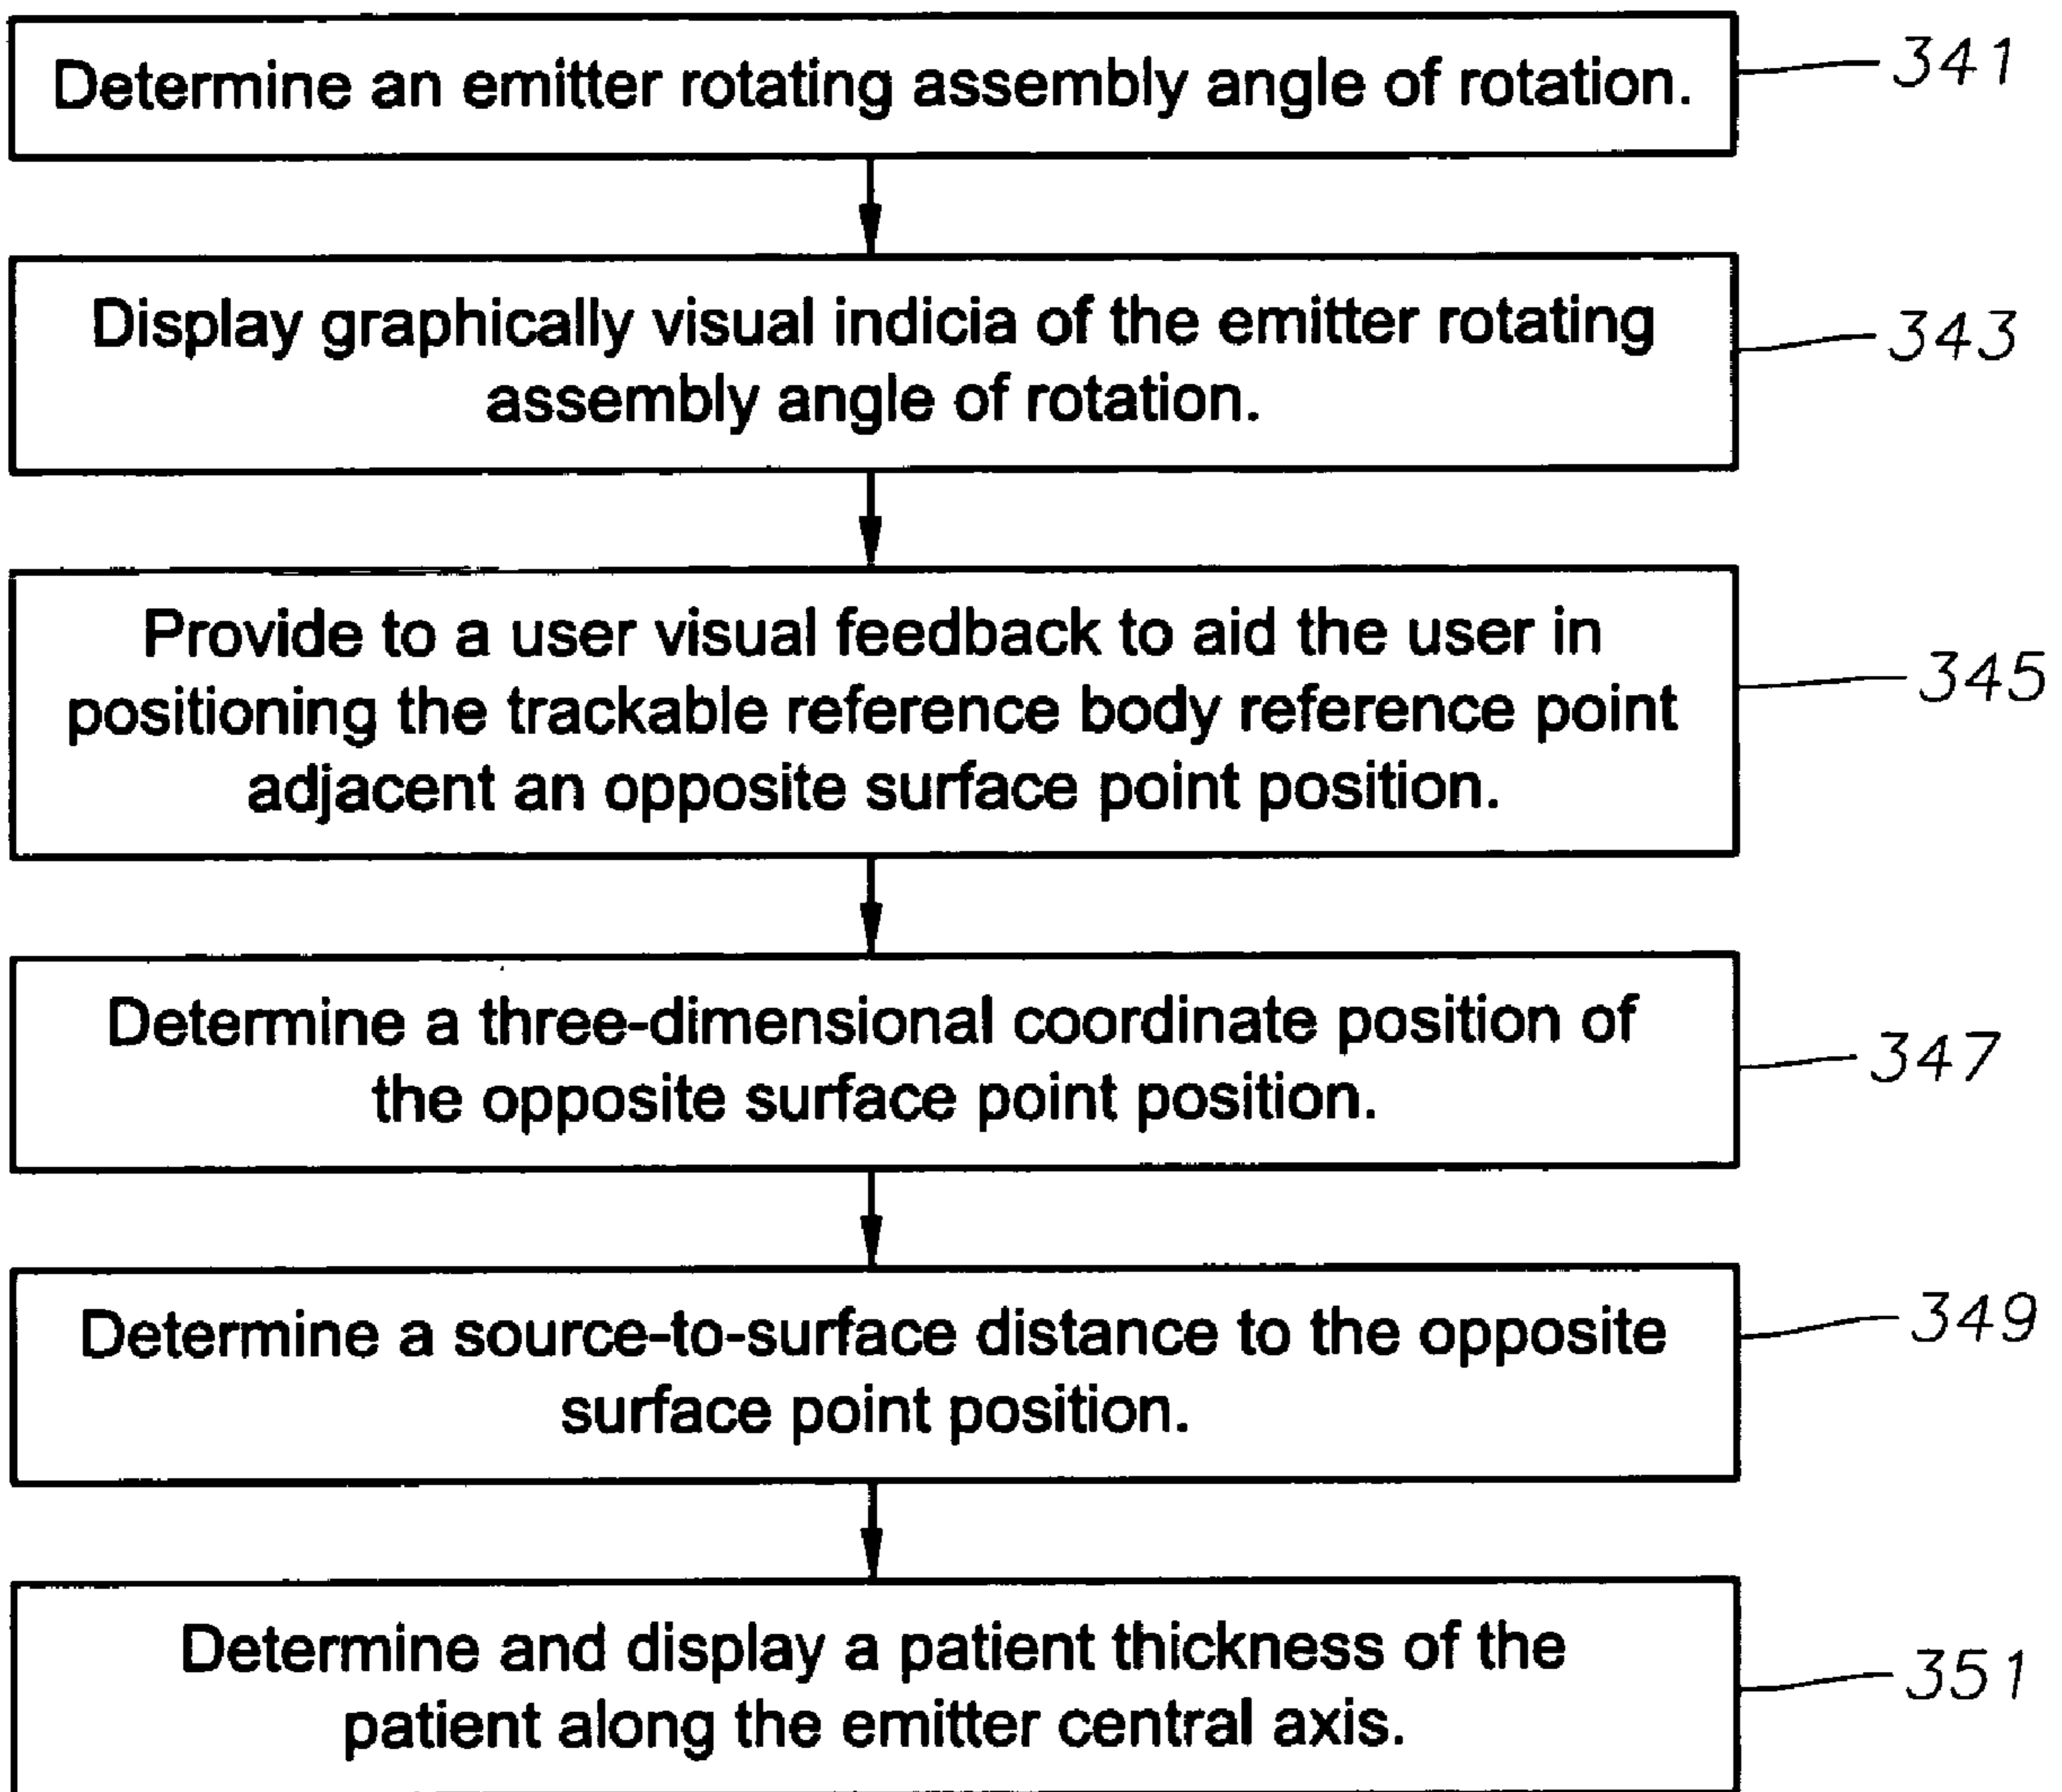 Determine an emitter rotating assembly angle of rotation.
341
Display graphically visual indicia of the emitter rotating
assembly angle of rotation.
343
Provide to a user visual feedback to aid the user in
positioning the trackable reference body reference point
adjacent an opposite surface point position.
345
Determine a three-dimensional coordinate position of
the opposite surface point position.
347
Determine a source-to-surface distance to the opposite
surface point position.
349
Determine and display a patient thickness of the
patient along the emitter central axis.
351